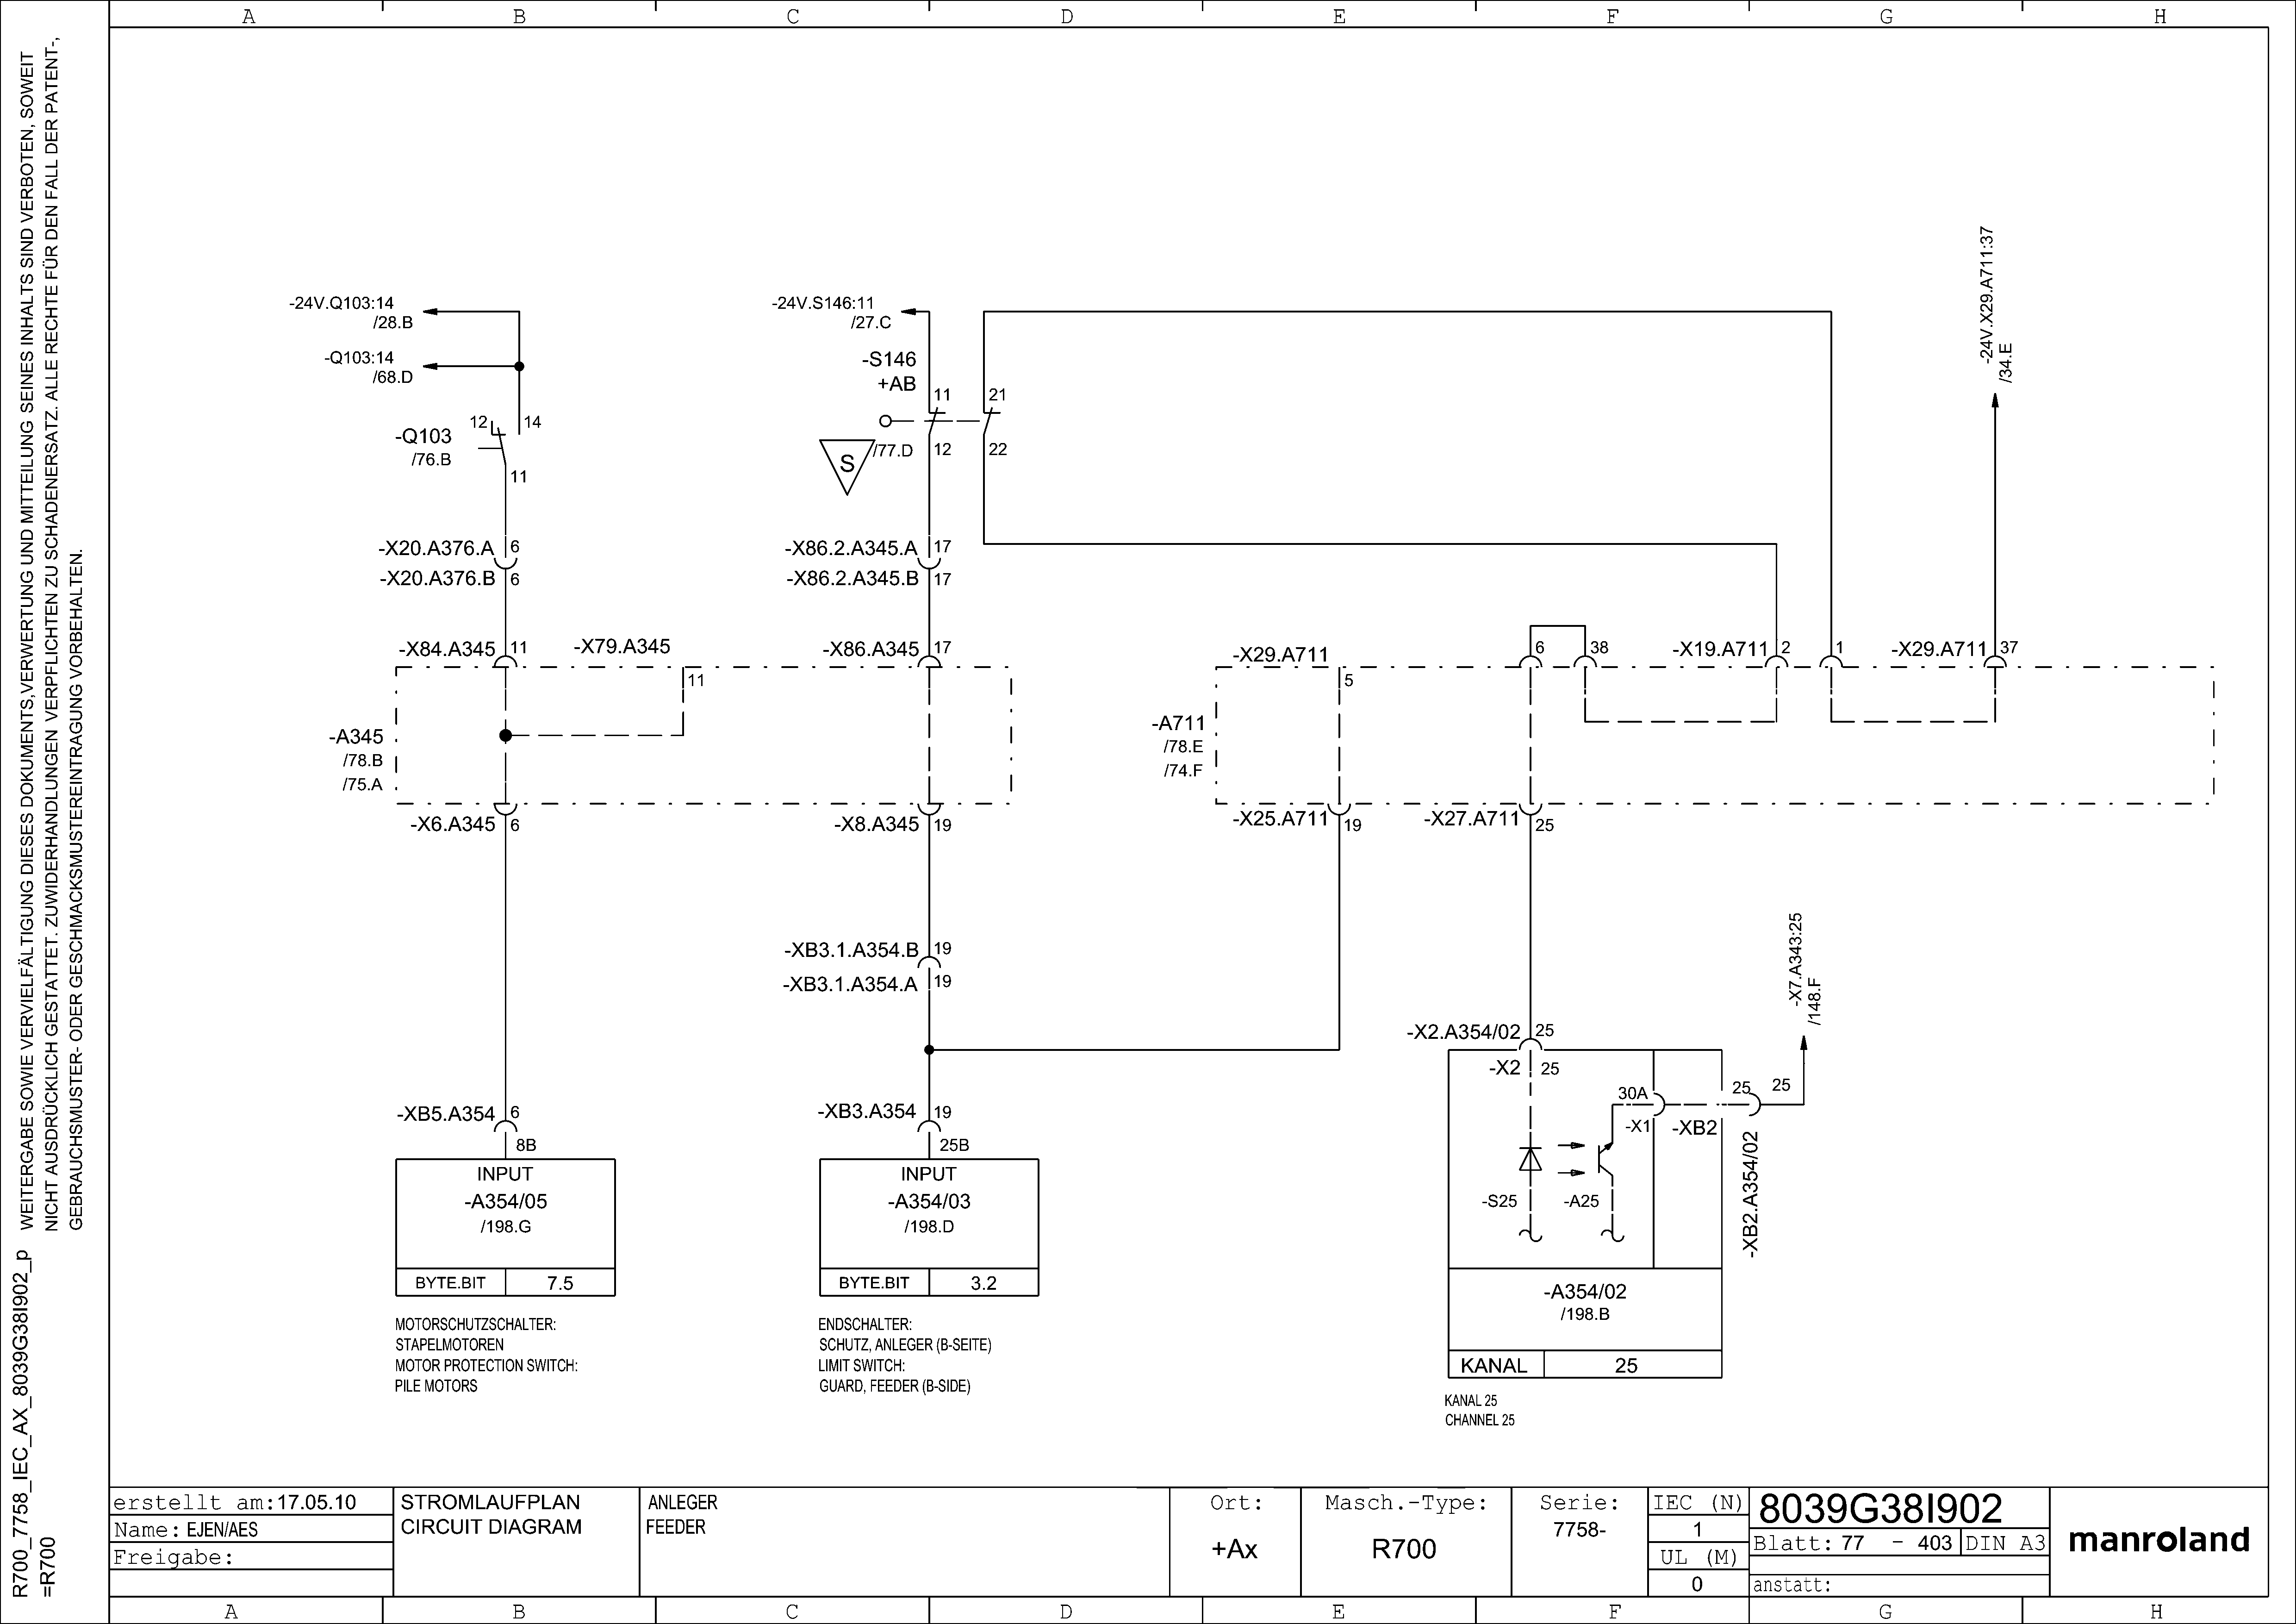 A B C D E F G H
WEITERGABE SOWIE VERVIELFÄLTIGUNG DIESES DOKUMENTS,VERWERTUNG UND MITTEILUNG SEINES INHALTS SIND VERBOTEN, SOWEIT
NICHT AUSDRÜCKLICH GESTATTET. ZUWIDERHANDLUNGEN VERPFLICHTEN ZU SCHADENERSATZ. ALLE RECHTE FÜR DEN FALL DER PATENT-,
GEBRAUCHSMUSTER- ODER GESCHMACKSMUSTEREINTRAGUNG VORBEHALTEN.
R700_7758_IEC_AX_8039G38I902_p
=R700
-24V.Q103:14
/28.B
-Q103:14
/68.D
12
14
-Q103
/76.B
11
-X20.A376.A 6
-X20.A376.B 6
-X84.A345 11
-X79.A345
11
-A345
/78.B
/75.A
-X6.A345 6
-XB5.A354 6
8B
INPUT
-A354/05
/198.G
BYTE.BIT 7.5
MOTORSCHUTZSCHALTER:
STAPELMOTOREN
MOTOR PROTECTION SWITCH:
PILE MOTORS
-24V.S146:11
/27.C
-S146
+AB
11
21
S
/77.D
12
22
-X86.2.A345.A 17
-X86.2.A345.B 17
-X86.A345 17
-X8.A345 19
-XB3.1.A354.B 19
-XB3.1.A354.A 19
-XB3.A354 19
25B
INPUT
-A354/03
/198.D
BYTE.BIT 3.2
ENDSCHALTER:
SCHUTZ, ANLEGER (B-SEITE)
LIMIT SWITCH:
GUARD, FEEDER (B-SIDE)
-24V.X29.A711:37
/34.E
-X29.A711
5
6
38
-X19.A711 2
1
-X29.A711 37
-A711
/78.E
/74.F
-X25.A711 19
-X27.A711 25
-X7.A343:25
/148.F
-X2.A354/02 25
-X2 25
30A
25
25
-X1
-XB2
-XB2.A354/02
-S25
-A25
-A354/02
/198.B
KANAL 25
KANAL 25
CHANNEL 25
erstellt am:17.05.10
Name: EJEN/AES
Freigabe:
STROMLAUFPLAN
CIRCUIT DIAGRAM
ANLEGER
FEEDER
Ort:
+Ax
Masch.-Type:
R700
Serie:
7758-
IEC (N)
1
UL (M)
0
8039G38I902
Blatt: 77 - 403 DIN A3
anstatt:
manroland
A B C D E F G H